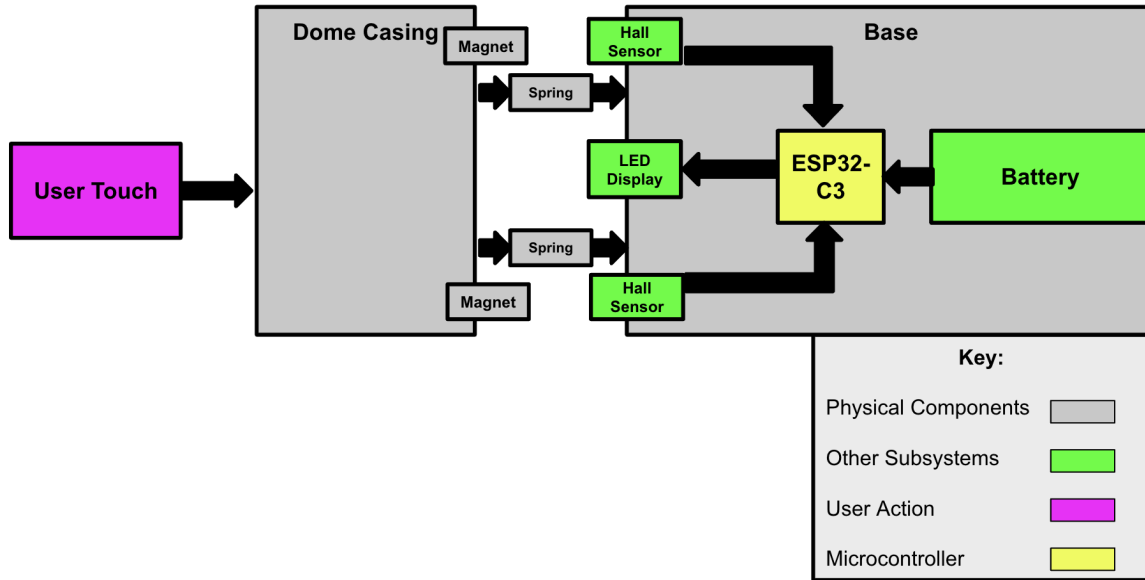 Dome Casing
Magnet
Hall
Sensor
Base
Spring
User Touch
LED
Display
ESP32-
C3
Battery
Spring
Magnet
Hall
Sensor
Key:
Physical Components
Other Subsystems
User Action
Microcontroller